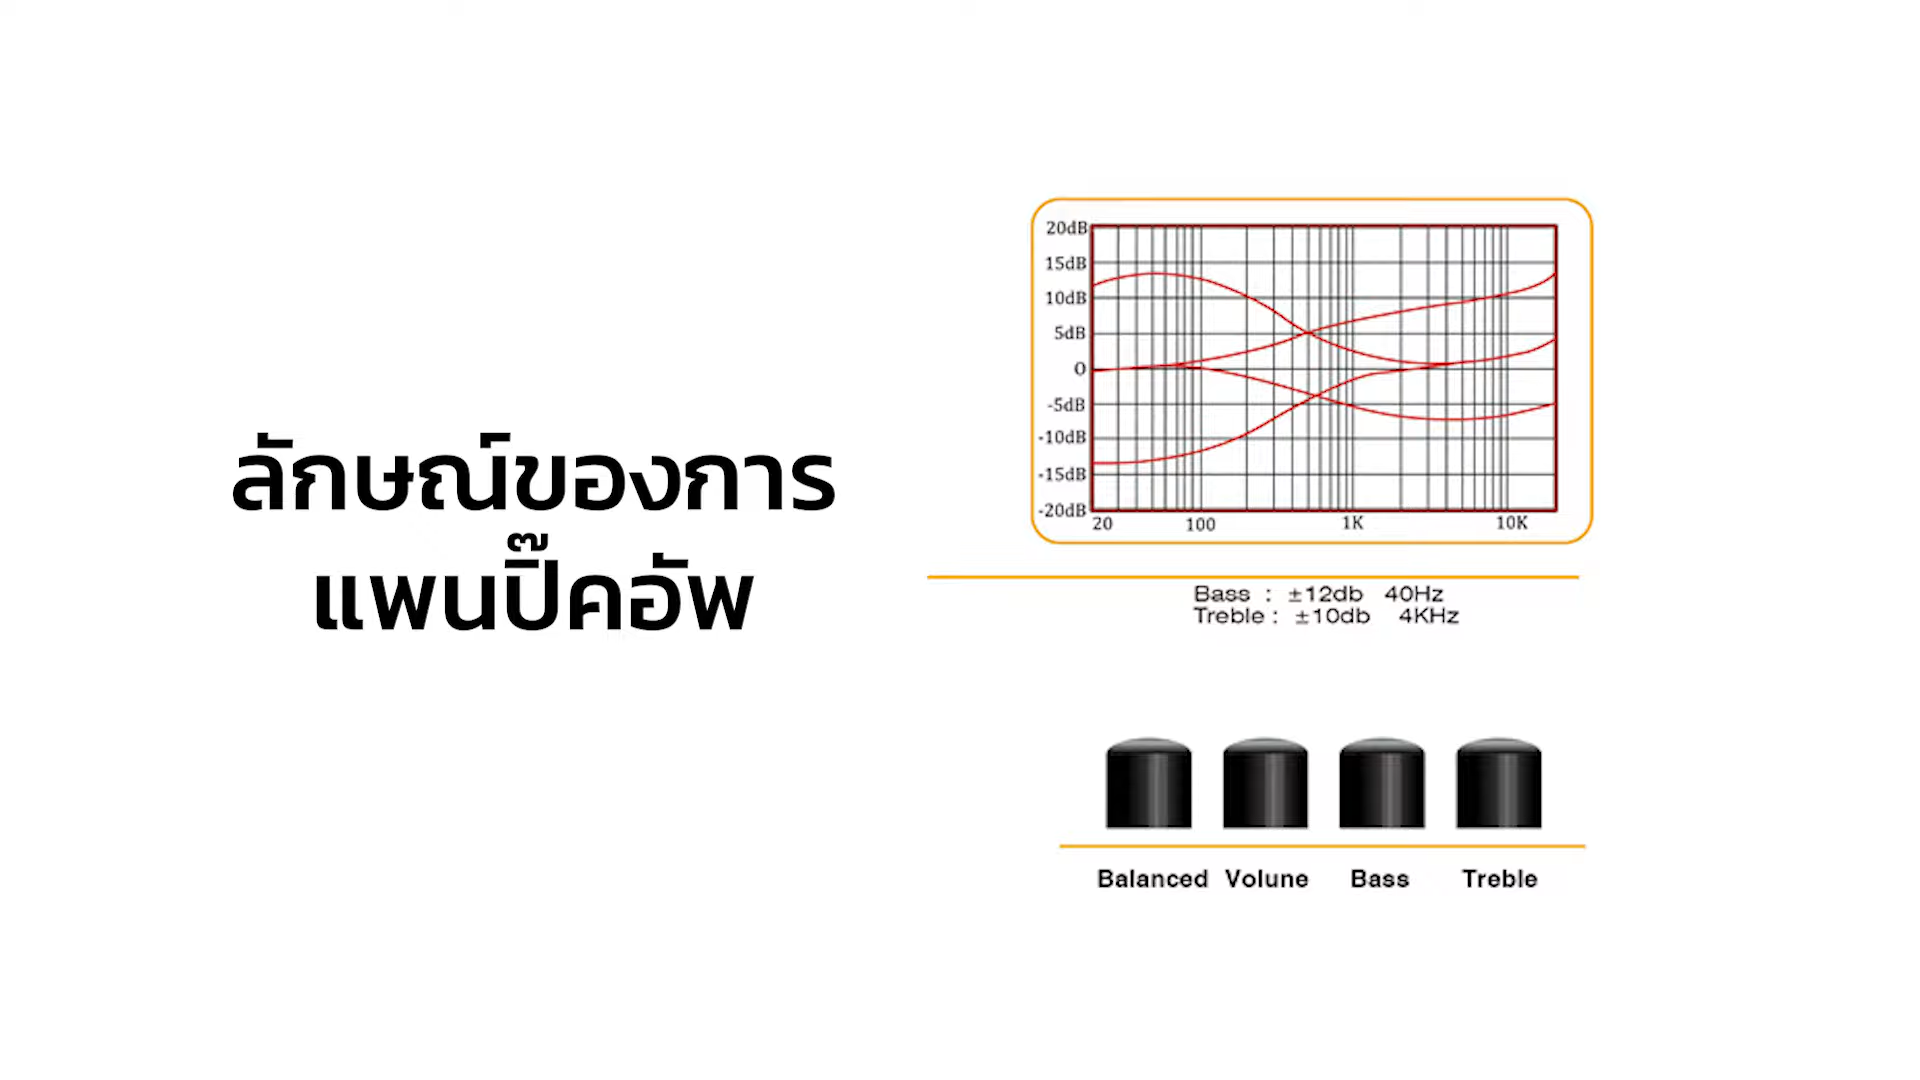 ลักษณ์ของการ
แพนปิ๊คอัพ
20dB
15dB
10dB
5dB
0
-5dB
-10dB
-15dB
-20dB
20 100 1K 10K
Bass : ±12db 40Hz
Treble : ±10db 4KHz
Balanced Volune Bass Treble